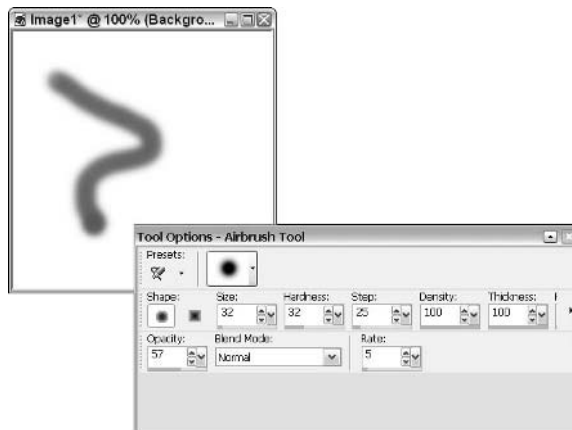 Image1* @ 100% (Backgro...
Tool Options - Airbrush Tool
Presets:
Shape: Size: Hardness: Step: Density: Thickness:
32 32 25 100 100
Opacity: Blend Mode: Rate:
57 Normal 5